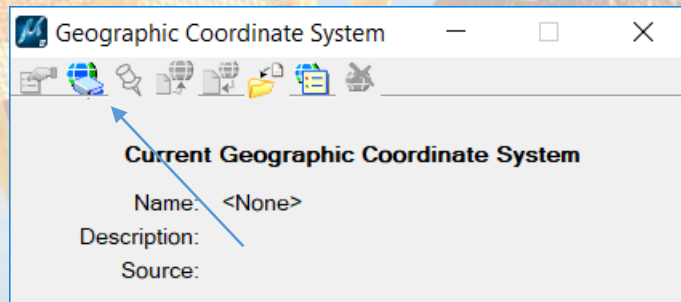 Geographic Coordinate System
Current Geographic Coordinate System
Name: <None>
Description:
Source: